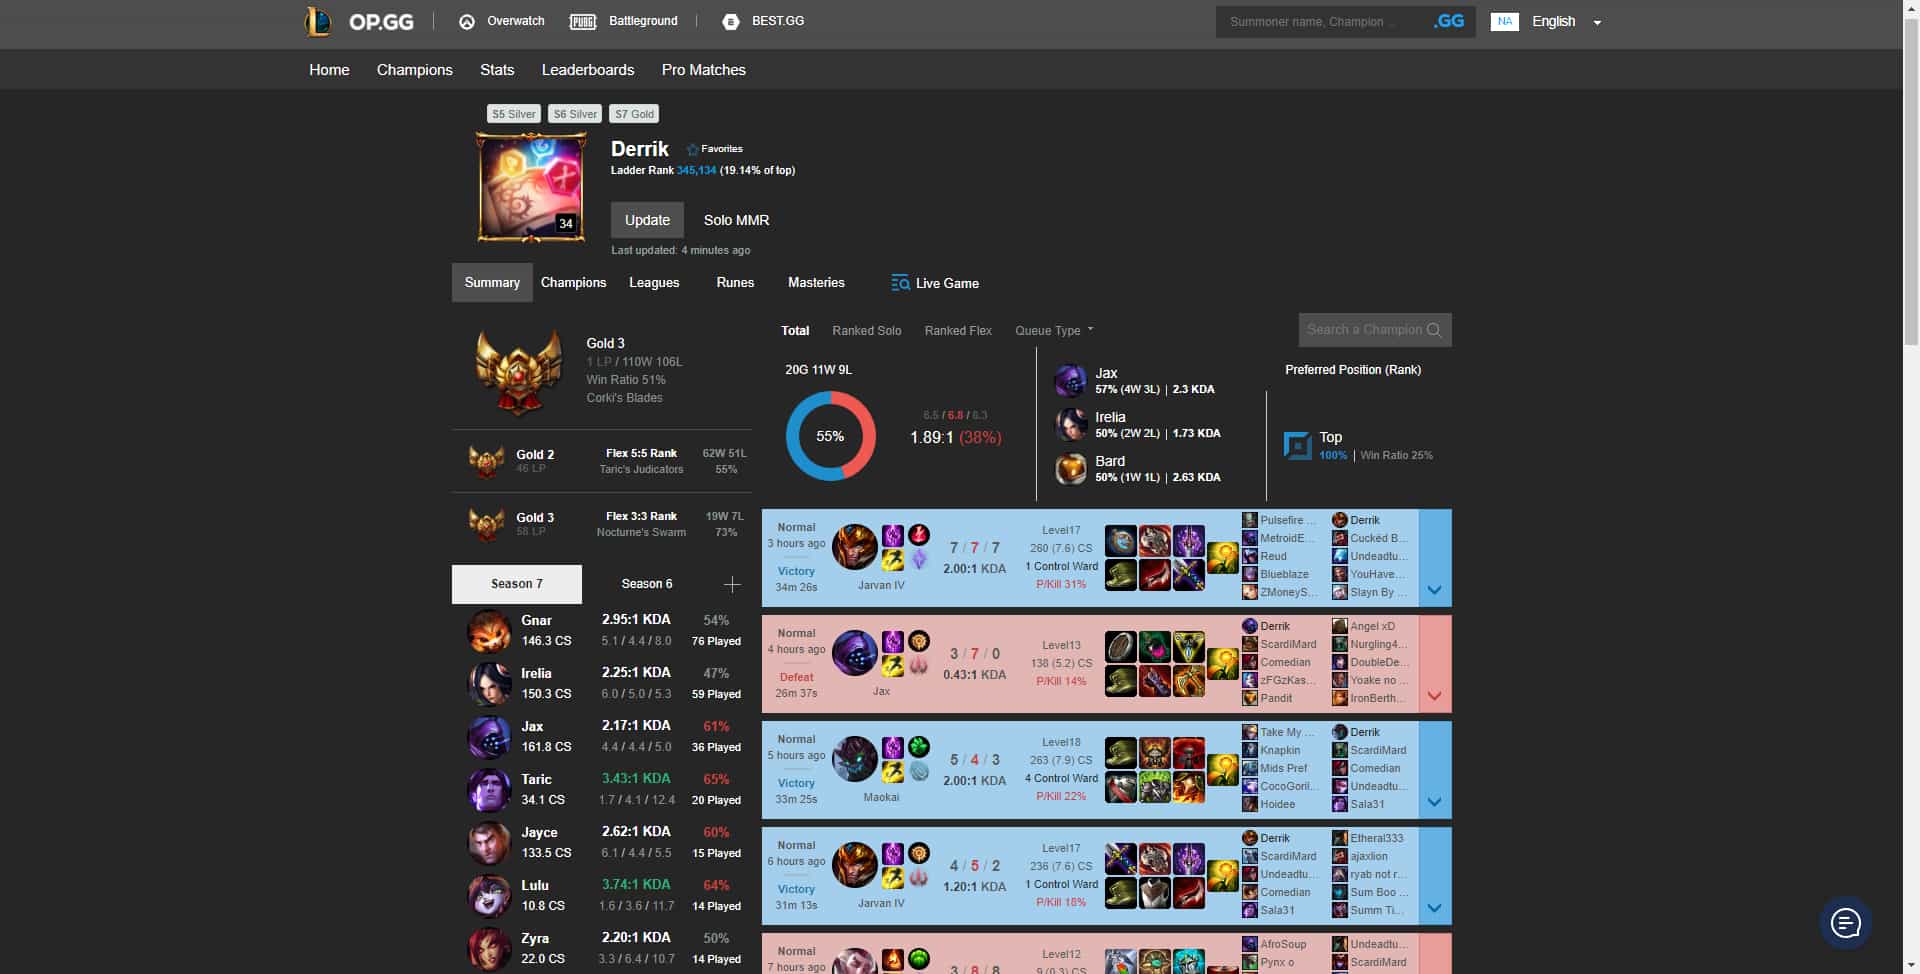 OP.GG Overwatch PUBG Battleground BEST.GG Summoner name, Champion ... .GG NA English
Home Champions Stats Leaderboards Pro Matches
S5 Silver S6 Silver S7 Gold
34
Derrik Favorites
Ladder Rank 345,134 (19.14% of top)
Update Solo MMR
Last updated: 4 minutes ago
Summary Champions Leagues Runes Masteries Live Game
Gold 3
1 LP / 110W 106L
Win Ratio 51%
Corki's Blades
Gold 2 Flex 5:5 Rank 62W 51L
46 LP Taric's Judicators 55%
Gold 3 Flex 3:3 Rank 19W 7L
58 LP Nocturne's Swarm 73%
Season 7 Season 6
Gnar 2.95:1 KDA 54%
146.3 CS 5.1 / 4.4 / 8.0 76 Played
Irelia 2.25:1 KDA 47%
150.3 CS 6.0 / 5.0 / 5.3 59 Played
Jax 2.17:1 KDA 61%
161.8 CS 4.4 / 4.4 / 5.0 36 Played
Taric 3.43:1 KDA 65%
34.1 CS 1.7 / 4.1 / 12.4 20 Played
Jayce 2.62:1 KDA 60%
133.5 CS 6.1 / 4.4 / 5.5 15 Played
Lulu 3.74:1 KDA 64%
10.8 CS 1.6 / 3.6 / 11.7 14 Played
Zyra 2.20:1 KDA 50%
22.0 CS 3.3 / 6.4 / 10.7 14 Played
Total Ranked Solo Ranked Flex Queue Type Search a Champion
20G 11W 9L
55%
6.5 / 6.8 / 6.3
1.89:1 (38%)
Jax
57% (4W 3L) | 2.3 KDA
Irelia
50% (2W 2L) | 1.73 KDA
Bard
50% (1W 1L) | 2.63 KDA
Preferred Position (Rank)
Top
100% | Win Ratio 25%
Normal
3 hours ago
Victory
34m 26s
Jarvan IV
7 / 7 / 7
2.00:1 KDA
Level17
260 (7.6) CS
1 Control Ward
P/Kill 31%
Pulsefire ... Derrik
MetroidE... Cuckéd B...
Reud Undeadtu...
Blueblaze YouHave...
ZMoneyS... Slayn By ...
Normal
4 hours ago
Defeat
26m 37s
Jax
3 / 7 / 0
0.43:1 KDA
Level13
138 (5.2) CS
P/Kill 14%
Derrik Angel xD
ScardiMard Nurgling4...
Comedian DoubleDe...
zFGzKas... Yoake no ...
Pandit IronBerth...
Normal
5 hours ago
Victory
33m 25s
Maokai
5 / 4 / 3
2.00:1 KDA
Level18
263 (7.9) CS
4 Control Ward
P/Kill 22%
Take My ... Derrik
Knapkin ScardiMard
Mids Pref Comedian
CocoGoril... Undeadtu...
Hoidee Sala31
Normal
6 hours ago
Victory
31m 13s
Jarvan IV
4 / 5 / 2
1.20:1 KDA
Level17
236 (7.6) CS
1 Control Ward
P/Kill 18%
Derrik Etheral333
ScardiMard ajaxlion
Undeadtu... ryab not r...
Comedian Sum Boo ...
Sala31 Summ Ti...
Normal
7 hours ago
3 / 8 / 8
Level12
9 (0.3) CS
AfroSoup Undeadtu...
Pynx o ScardiMard